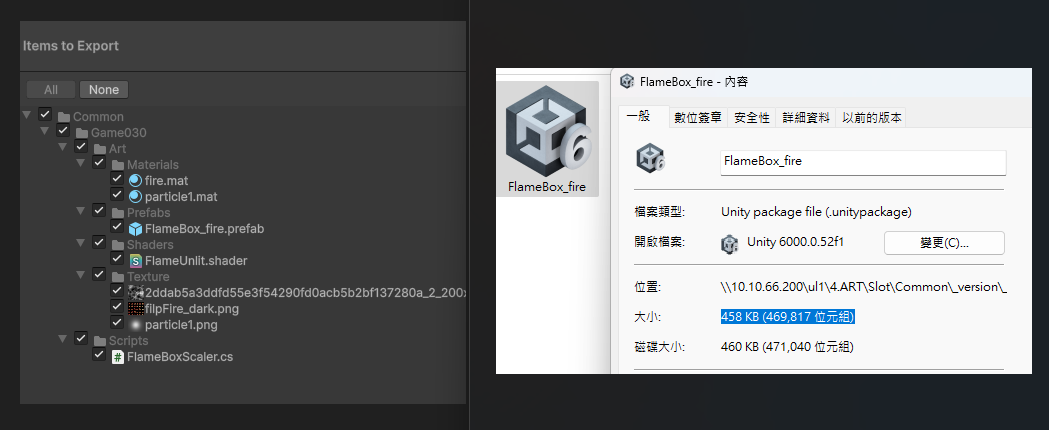 Items to Export
All
None
Common
Game030
Art
Materials
fire.mat
particle1.mat
Prefabs
FlameBox_fire.prefab
Shaders
FlameUnlit.shader
Texture
2ddab5a3ddfd55e3f54290fd0acb5b2bf137280a_2_200x
filpFire_dark.png
particle1.png
Scripts
# FlameBoxScaler.cs
6
FlameBox_fire
FlameBox_fire - 內容
一般 數位簽章 安全性 詳細資料 以前的版本
FlameBox_fire
檔案類型: Unity package file (.unitypackage)
開啟檔案: Unity 6000.0.52f1 變更(C)...
位置: \\10.10.66.200\ul1\4.ART\Slot\Common\_version\_
大小: 458 KB (469,817 位元組)
磁碟大小: 460 KB (471,040 位元組)